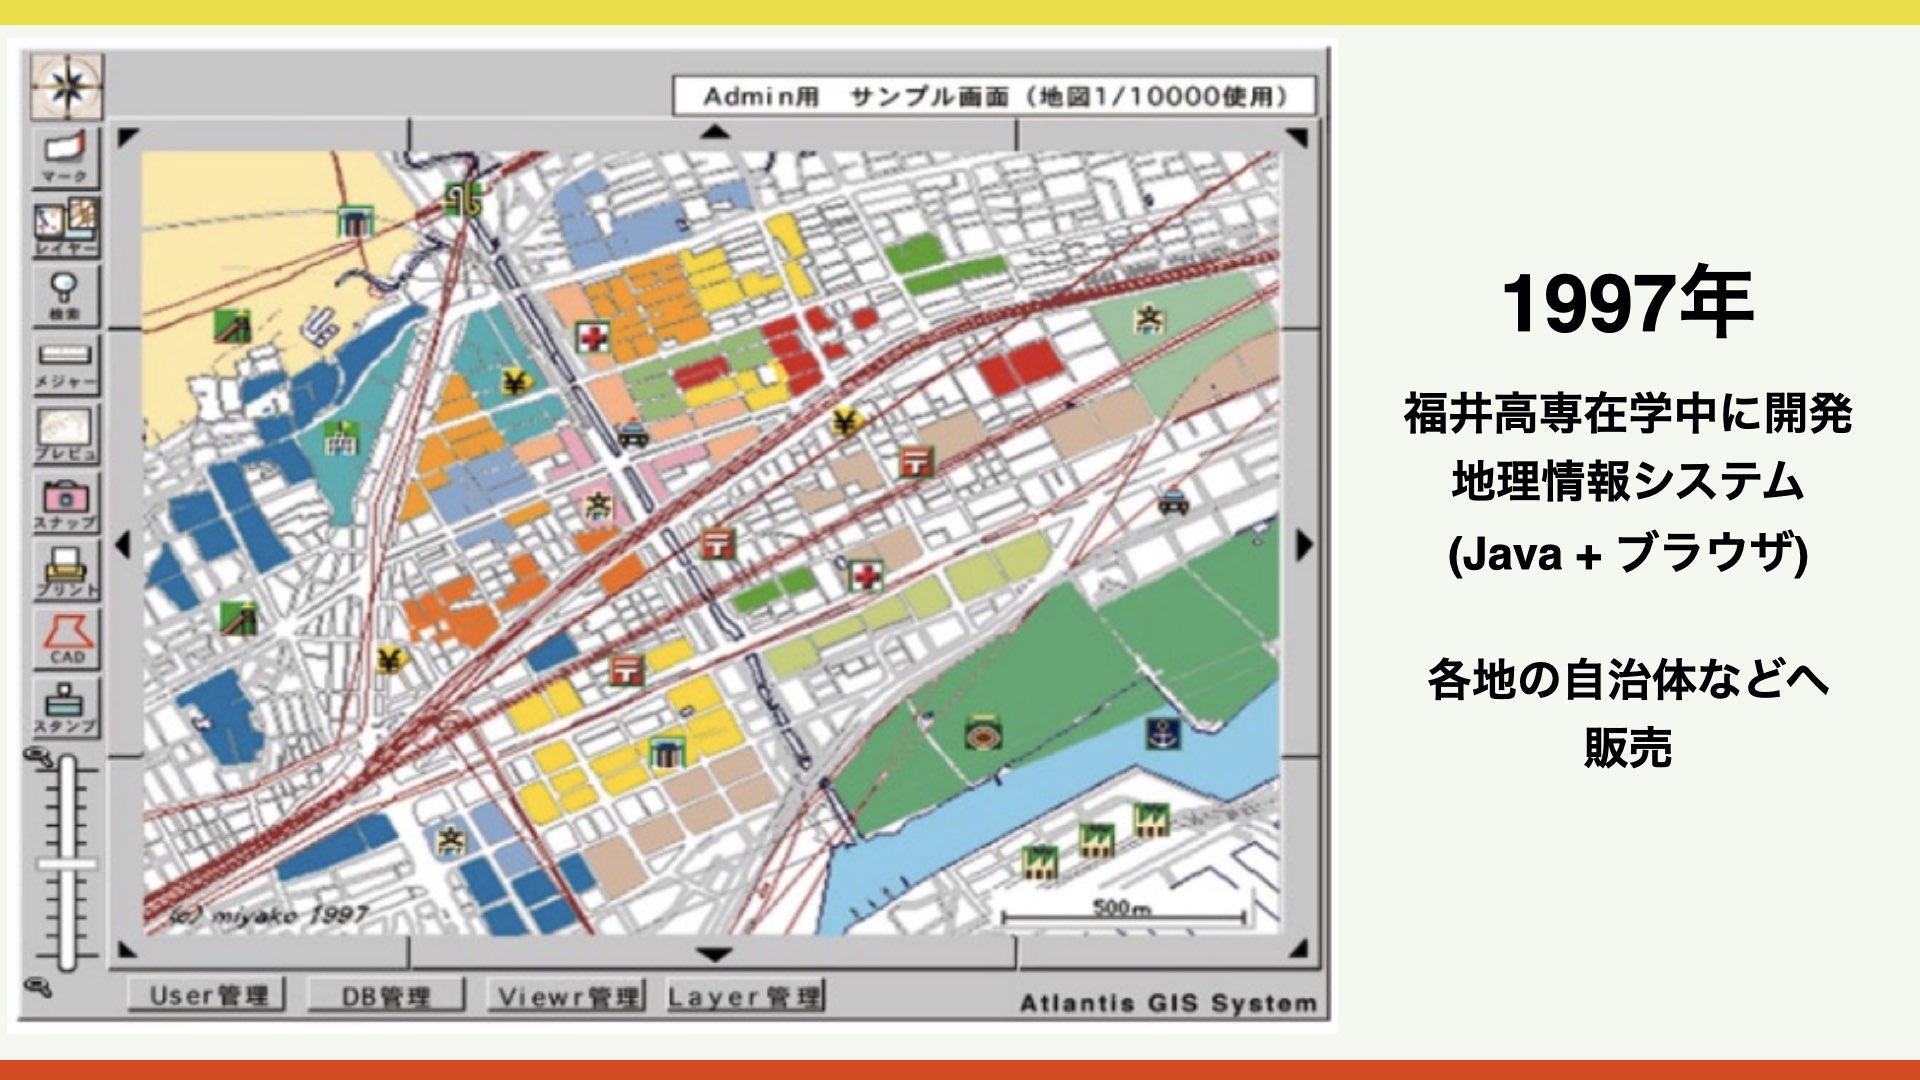 Admin用 サンプル画面（地図1/10000使用）
マーク
レイヤー
検索
メジャー
プレビュ
スナップ
プリント
CAD
スタンプ
(c) miyako 1997
500m
User管理
DB管理
Viewr管理
Layer管理
Atlantis GIS System
1997年
福井高専在学中に開発
地理情報システム
(Java + ブラウザ)
各地の自治体などへ
販売